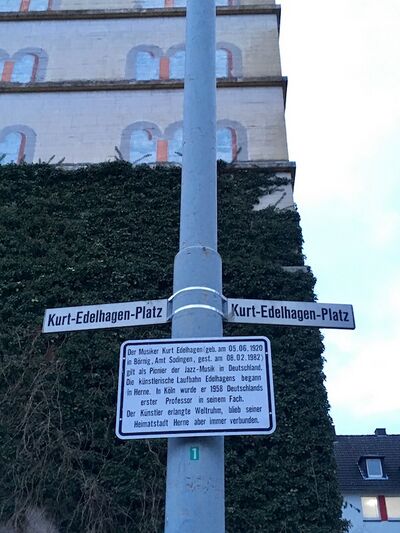 Kurt-Edelhagen-Platz
Kurt-Edelhagen-Platz
Der Musiker Kurt Edelhagen(geb. am 05.06.1920
in Börnig, Amt Sodingen, gest. am 08.02.1982)
gilt als Pionier der Jazz-Musik in Deutschland.
Die künstlerische Laufbahn Edelhagens begann
in Herne. In Köln wurde er 1958 Deutschlands
erster Professor in seinem Fach.
Der Künstler erlangte Weltruhm, blieb seiner
Heimatstadt Herne aber immer verbunden.
1